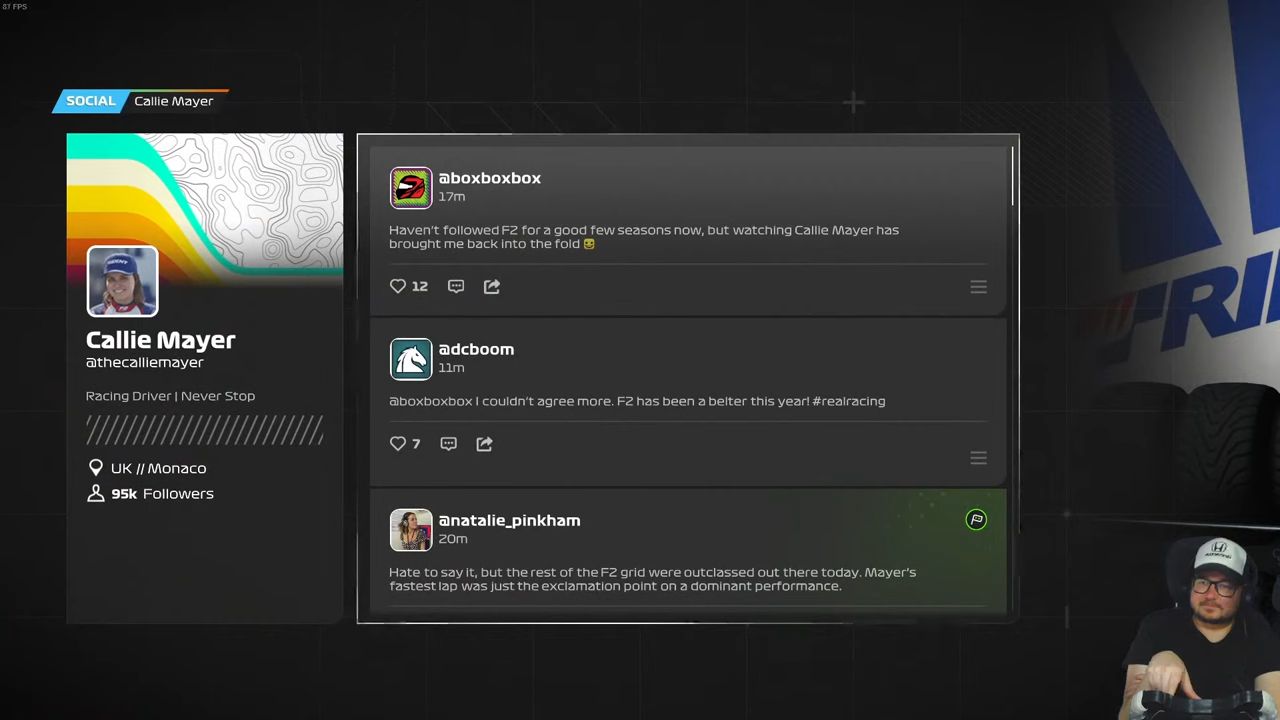 67 FPS
SOCIAL
Callie Mayer
Callie Mayer
@thecalliemayer
Racing Driver | Never Stop
UK // Monaco
95k Followers
@boxboxbox
17m
Haven't followed F2 for a good few seasons now, but watching Callie Mayer has
brought me back into the fold
12
@dcboom
11m
@boxboxbox I couldn't agree more. F2 has been a belter this year! #realracing
7
@natalie_pinkham
20m
Hate to say it, but the rest of the F2 grid were outclassed out there today. Mayer's
fastest lap was just the exclamation point on a dominant performance.
TRI